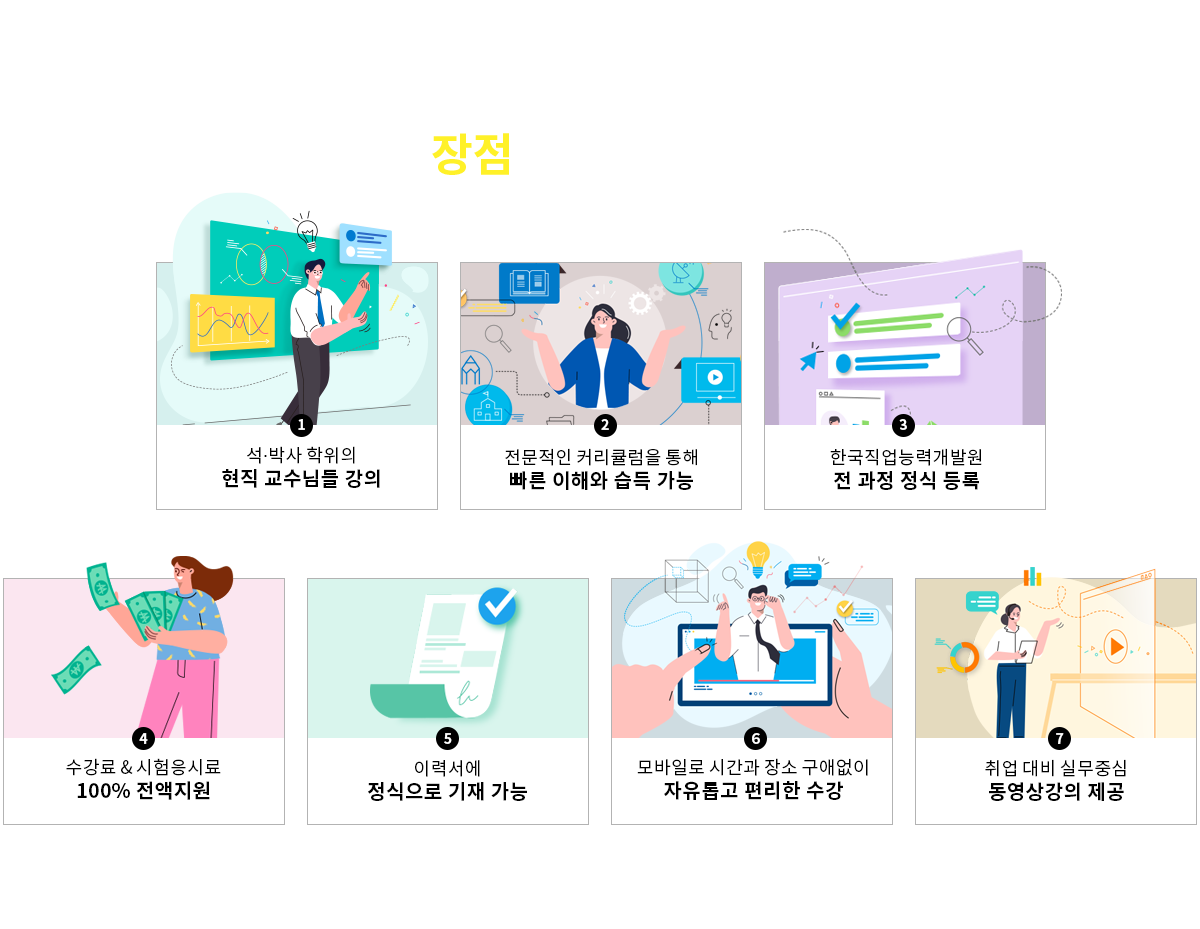 장점
1
석·박사 학위의
현직 교수님들 강의
2
전문적인 커리큘럼을 통해
빠른 이해와 습득 가능
3
한국직업능력개발원
전 과정 정식 등록
4
수강료 & 시험응시료
100% 전액지원
5
이력서에
정식으로 기재 가능
6
모바일로 시간과 장소 구애없이
자유롭고 편리한 수강
7
취업 대비 실무중심
동영상강의 제공